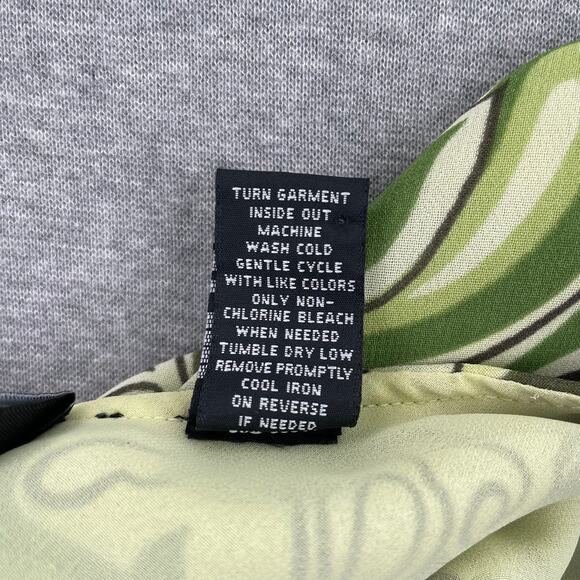 TURN GARMENT
INSIDE OUT
MACHINE
WASH COLD
GENTLE CYCLE
WITH LIKE COLORS
ONLY NON-
CHLORINE BLEACH
WHEN NEEDED
TUMBLE DRY LOW
REMOVE PROMPTLY
COOL IRON
ON REVERSE
IF NEEDED